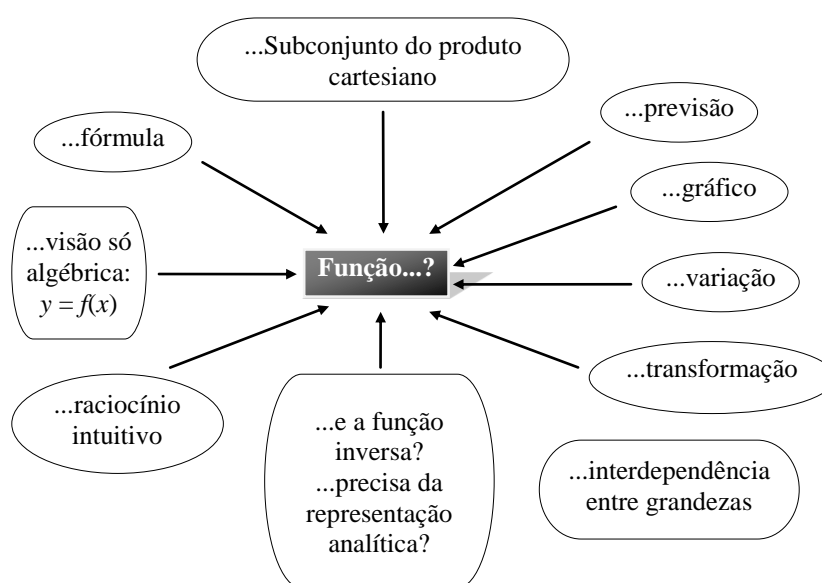 ...Subconjunto do produto
cartesiano
...previsão
...fórmula
...gráfico
...visão só
algébrica:
y = f(x)
Função...?
...variação
...transformação
...raciocínio
intuitivo
...e a função
inversa?
...precisa da
representação
analítica?
...interdependência
entre grandezas